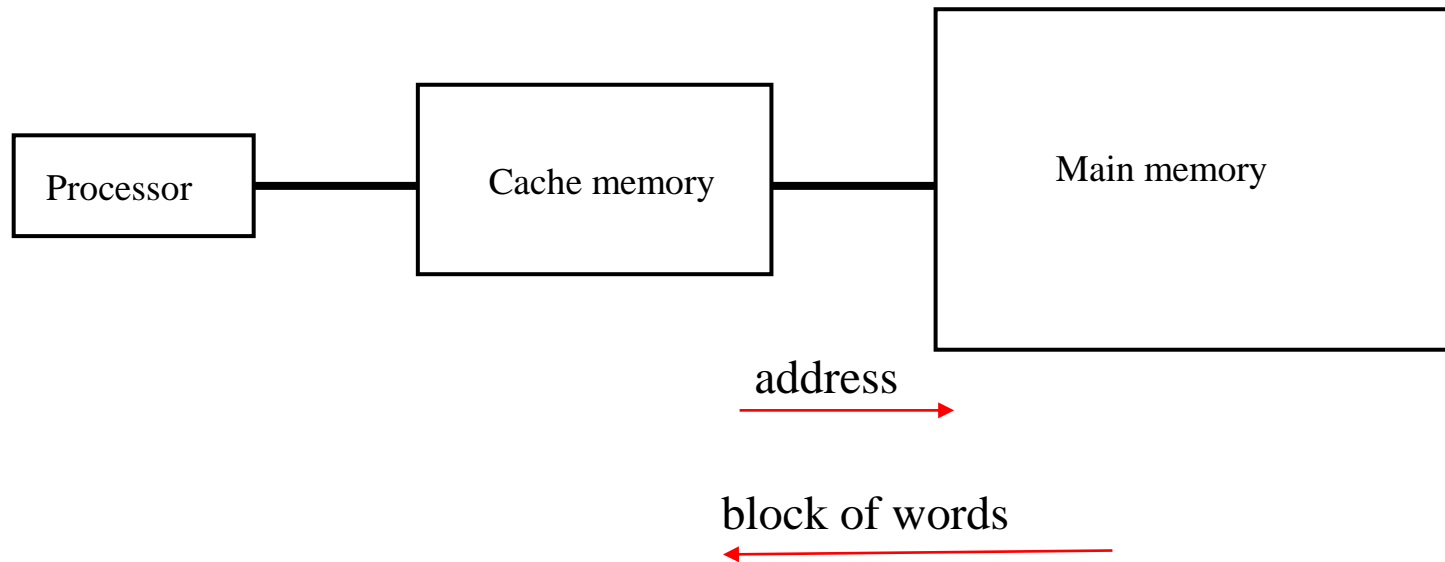 Processor
Cache memory
Main memory
address
block of words